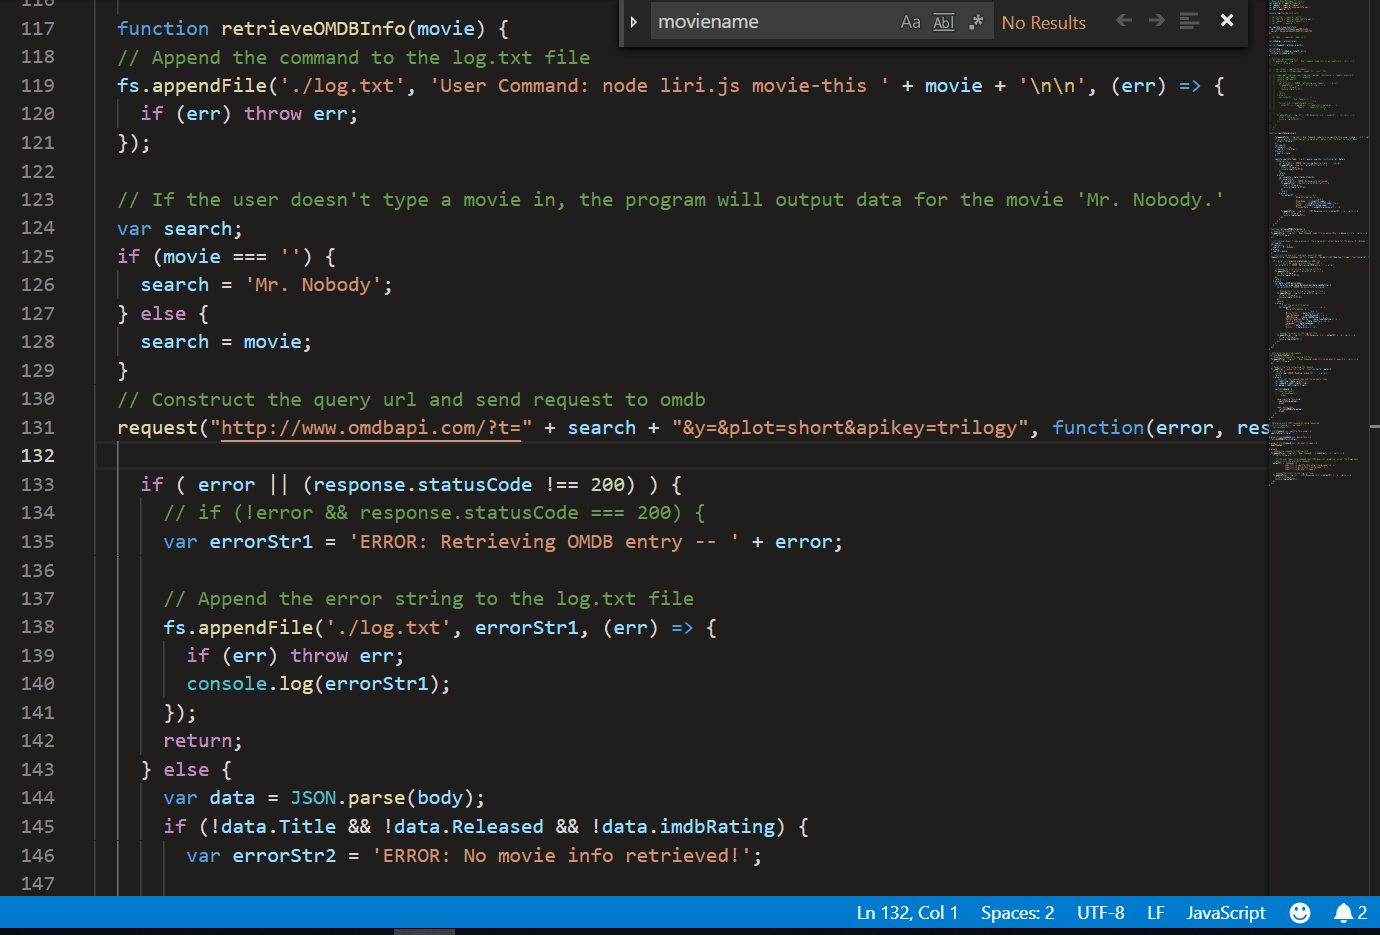 116
moviename Aa Abl .* No Results
117 function retrieveOMDBInfo(movie) {
118 // Append the command to the log.txt file
119 fs.appendFile('./log.txt', 'User Command: node liri.js movie-this ' + movie + '\n\n', (err) => {
120 if (err) throw err;
121 });
122
123 // If the user doesn't type a movie in, the program will output data for the movie 'Mr. Nobody.'
124 var search;
125 if (movie === '') {
126 search = 'Mr. Nobody';
127 } else {
128 search = movie;
129 }
130 // Construct the query url and send request to omdb
131 request("http://www.omdbapi.com/?t=" + search + "&y=&plot=short&apikey=trilogy", function(error, res
132
133 if ( error || (response.statusCode !== 200) ) {
134 // if (!error && response.statusCode === 200) {
135 var errorStr1 = 'ERROR: Retrieving OMDB entry -- ' + error;
136
137 // Append the error string to the log.txt file
138 fs.appendFile('./log.txt', errorStr1, (err) => {
139 if (err) throw err;
140 console.log(errorStr1);
141 });
142 return;
143 } else {
144 var data = JSON.parse(body);
145 if (!data.Title && !data.Released && !data.imdbRating) {
146 var errorStr2 = 'ERROR: No movie info retrieved!';
147
Ln 132, Col 1 Spaces: 2 UTF-8 LF JavaScript 2